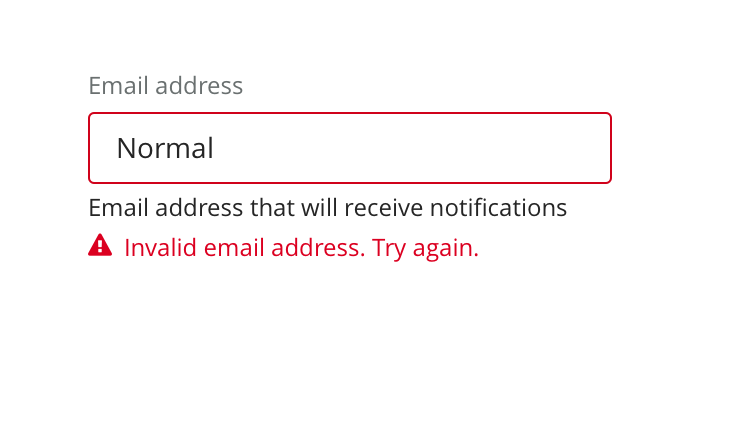 Email address
Normal
Email address that will receive notifications
Invalid email address. Try again.